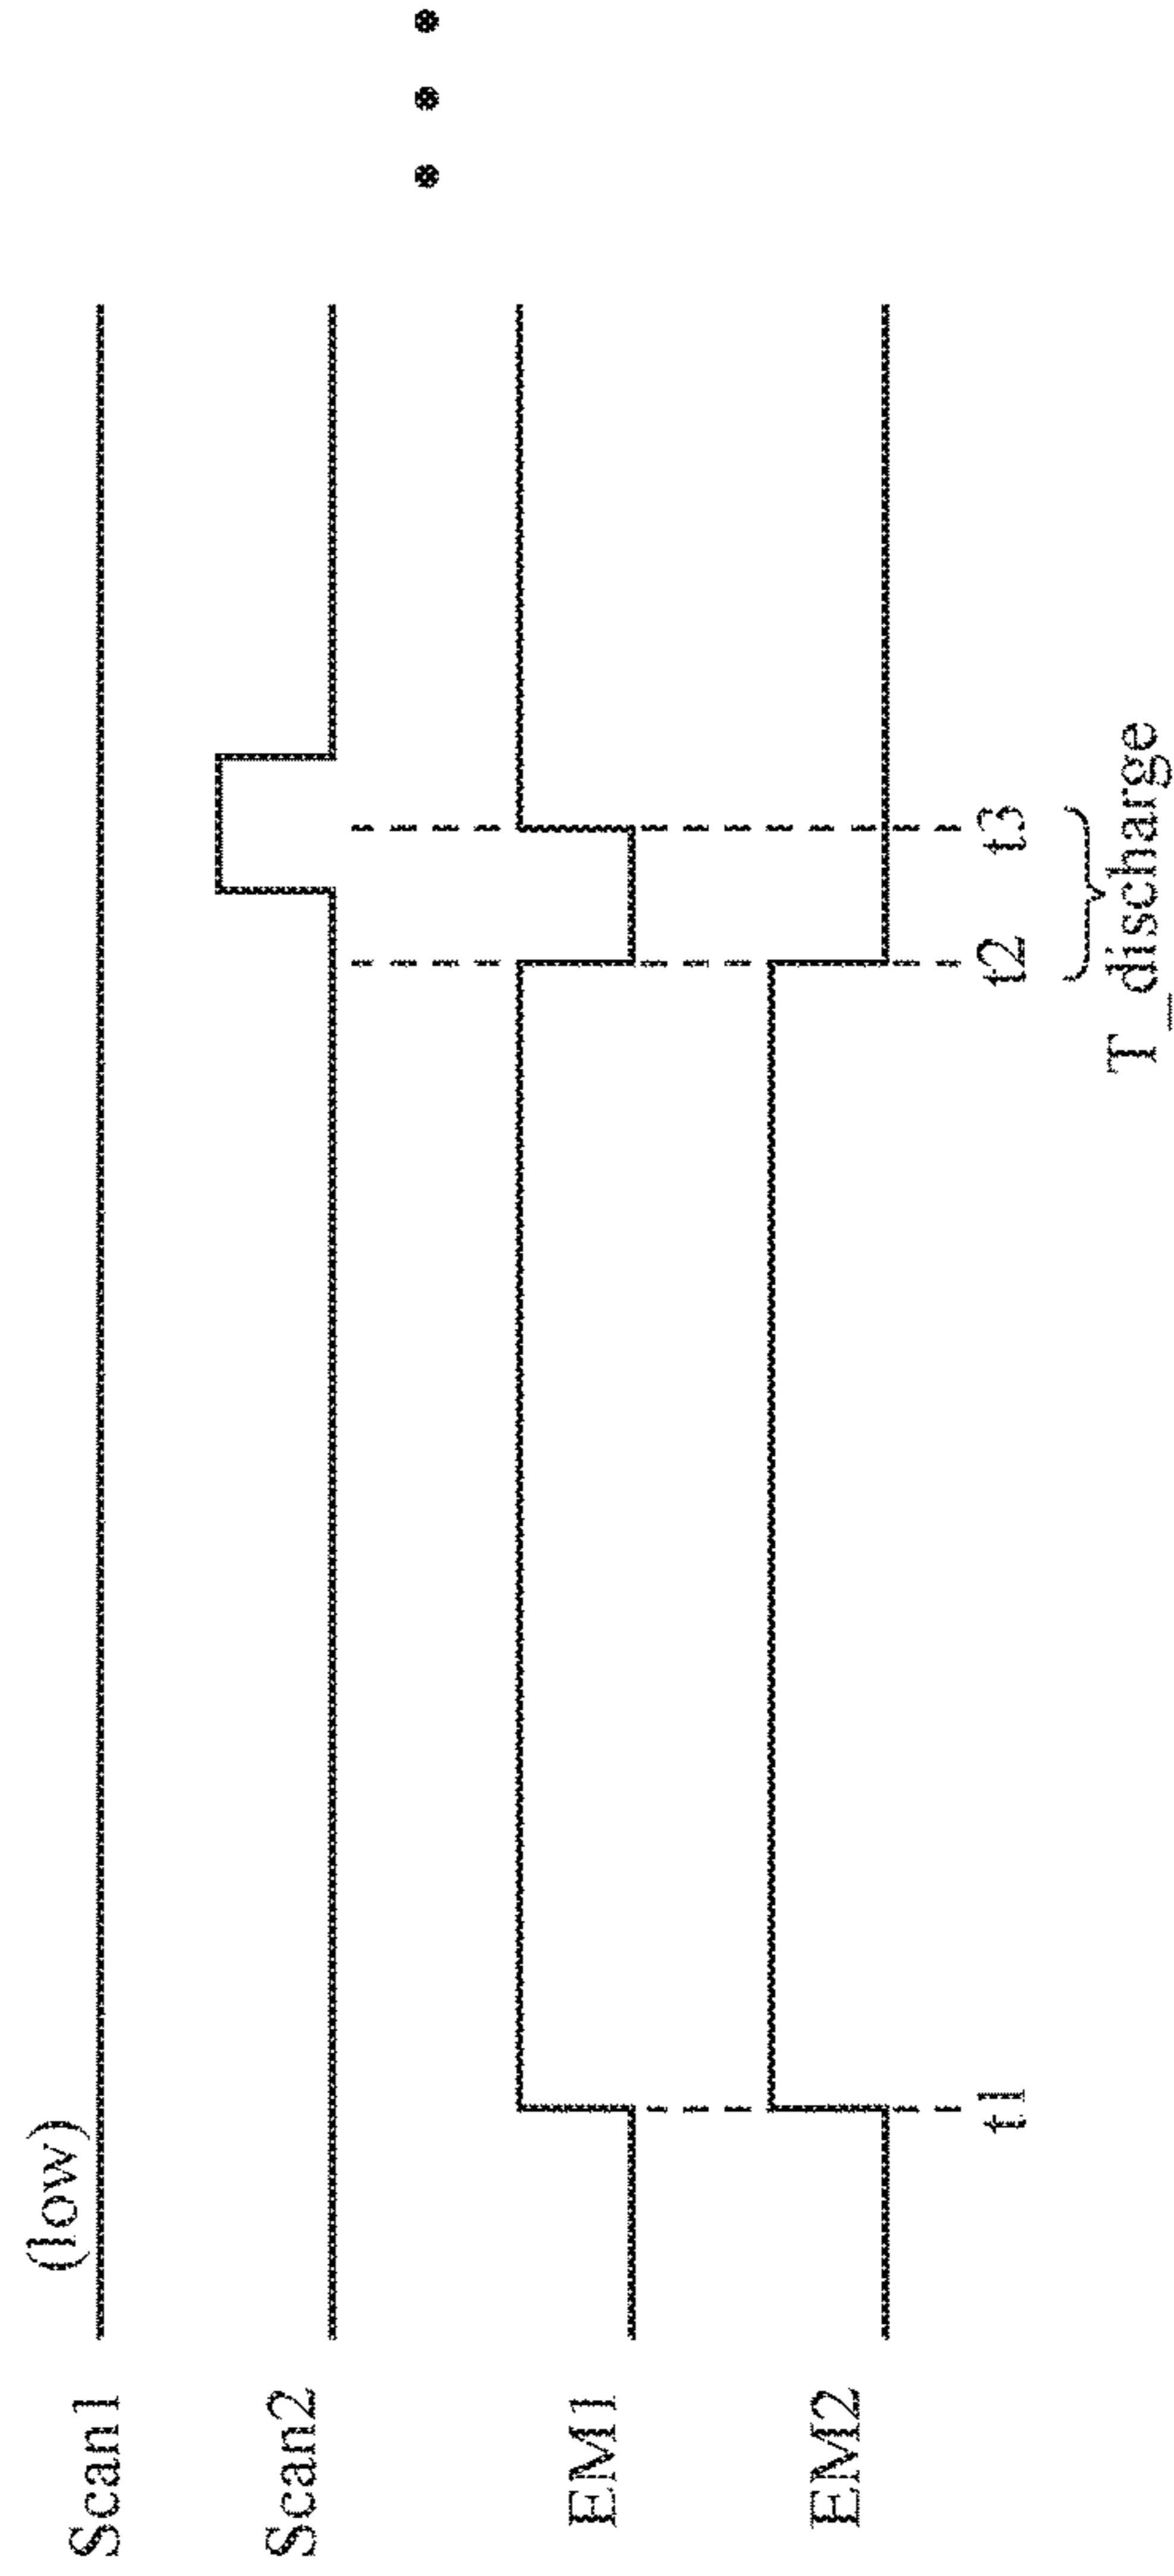 Scan1
(low)
Scan2
EM1
EM2
t1
t2
t3
T_discharge